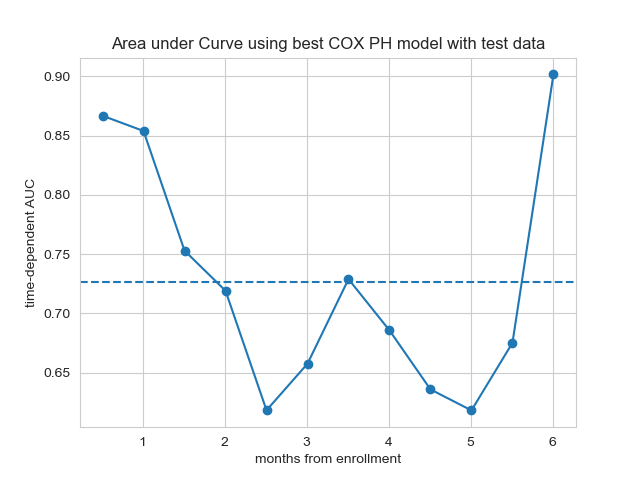 Area under Curve using best COX PH model with test data
time-dependent AUC
0.90
0.85
0.80
0.75
0.70
0.65
1 2 3 4 5 6
months from enrollment